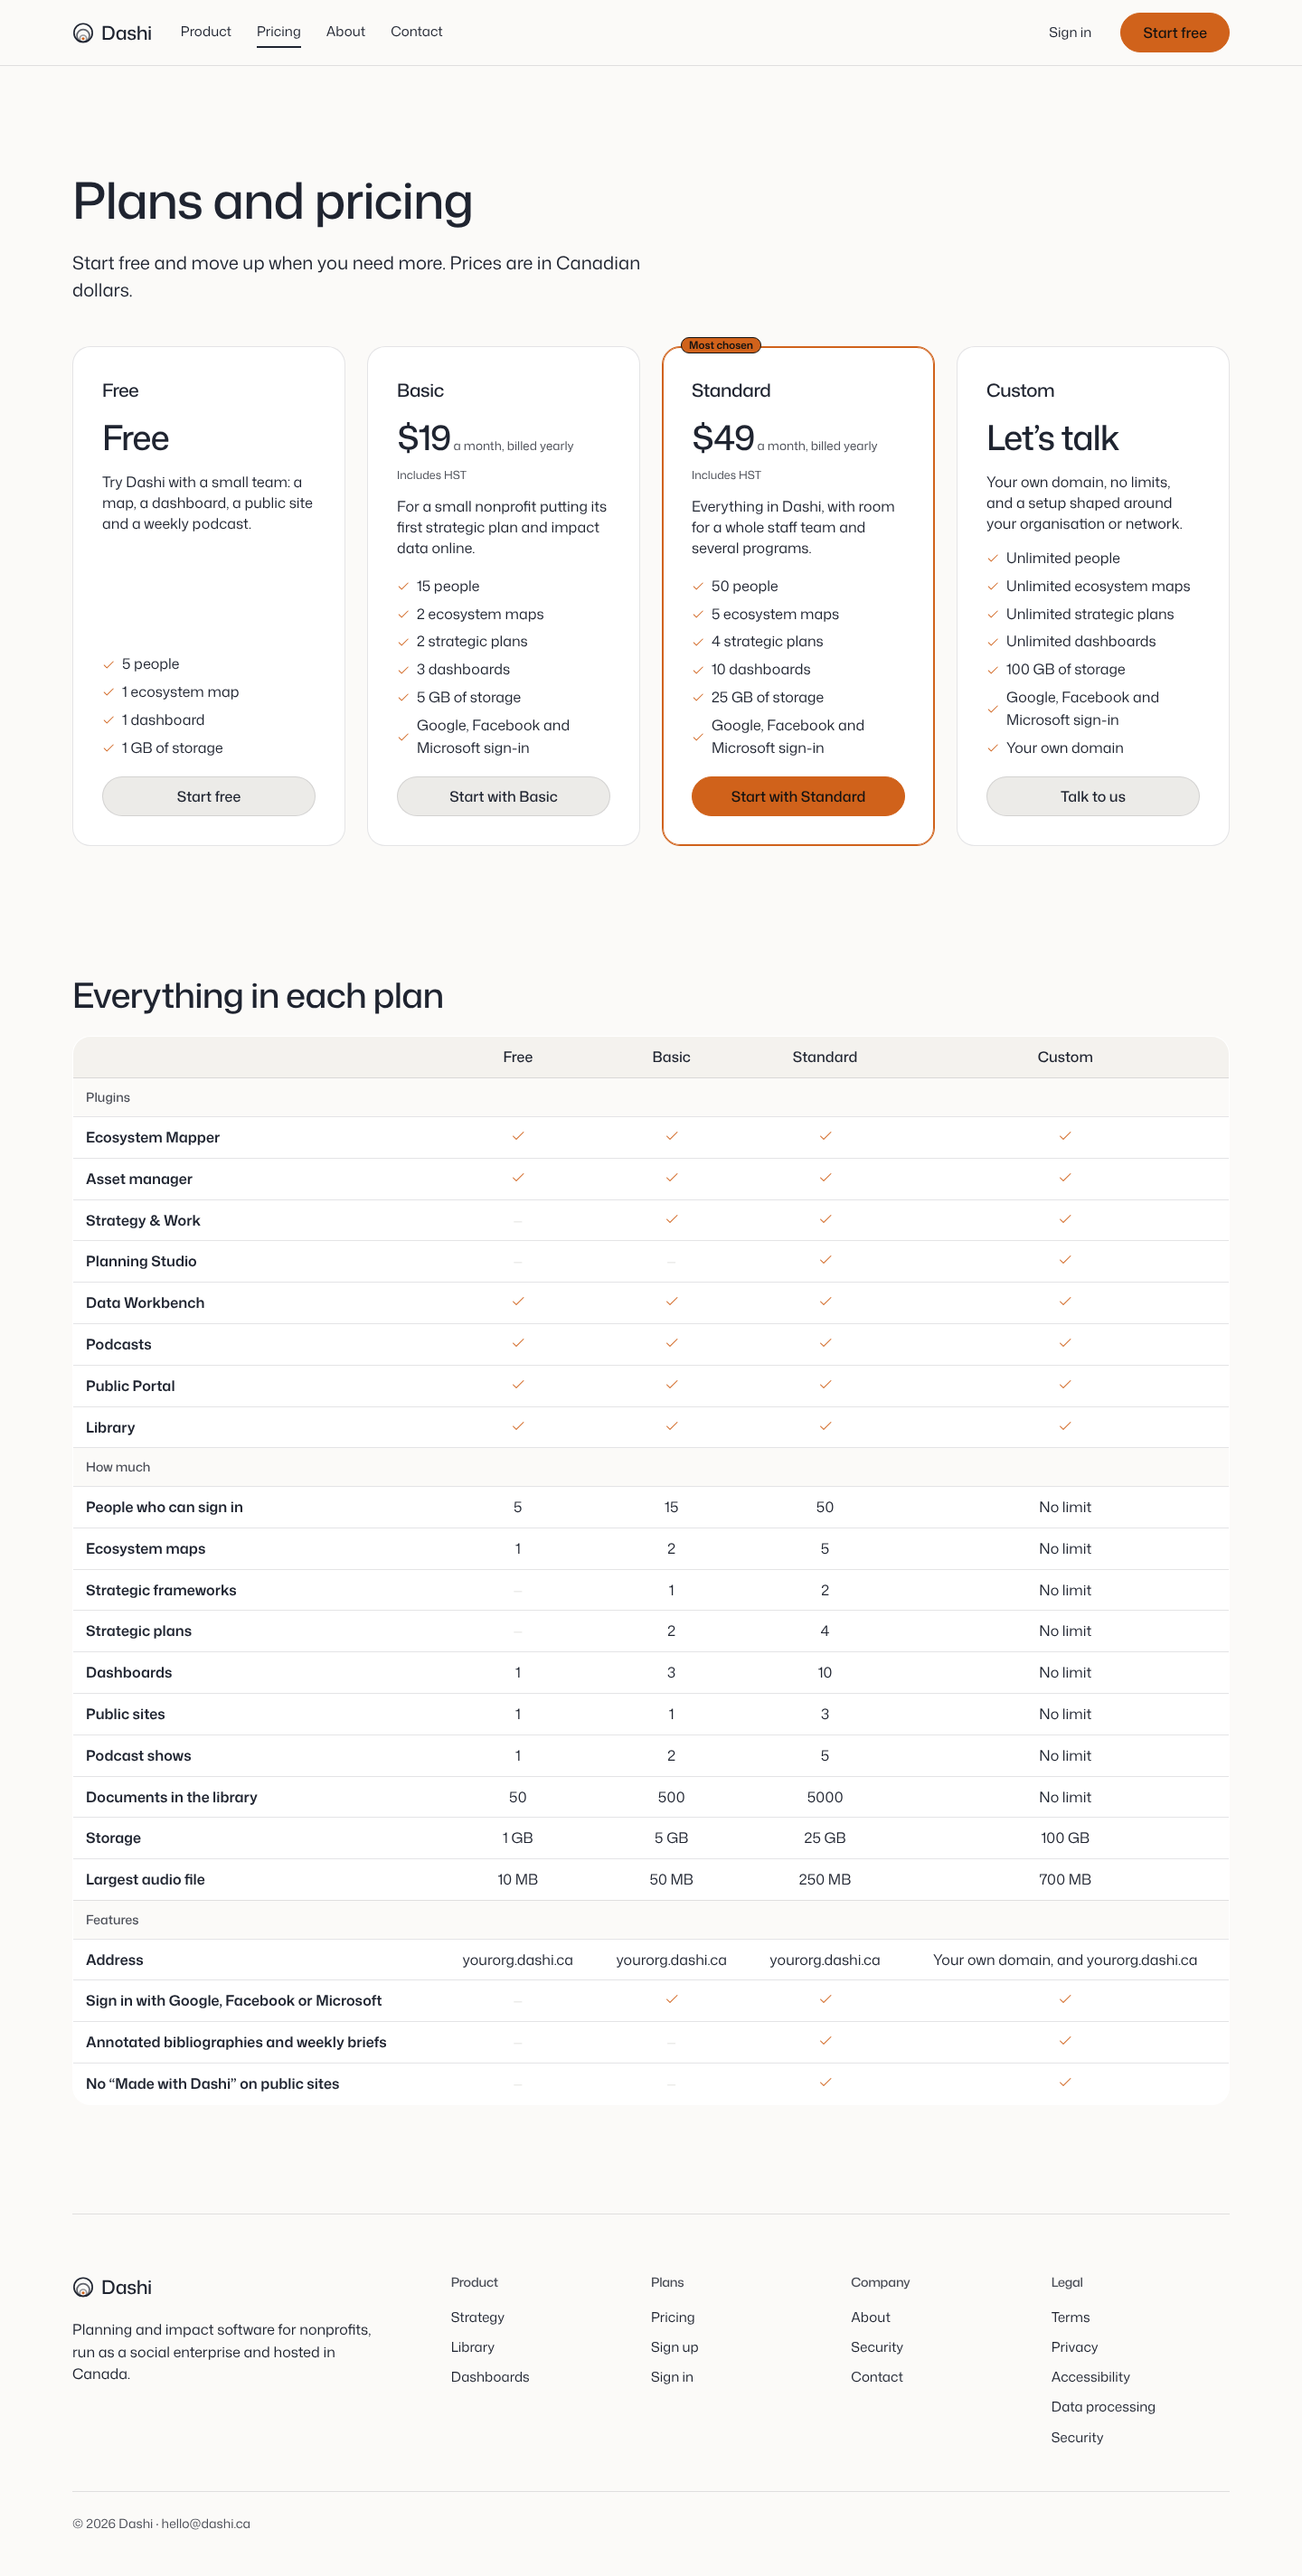 Dashi Product Pricing About Contact Sign in Start free
Plans and pricing
Start free and move up when you need more. Prices are in Canadian
dollars.
Free
Free
Try Dashi with a small team: a
map, a dashboard, a public site
and a weekly podcast.
5 people
1 ecosystem map
1 dashboard
1 GB of storage
Start free
Basic
$19 a month, billed yearly
Includes HST
For a small nonprofit putting its
first strategic plan and impact
data online.
15 people
2 ecosystem maps
2 strategic plans
3 dashboards
5 GB of storage
Google, Facebook and
Microsoft sign-in
Start with Basic
Most chosen
Standard
$49 a month, billed yearly
Includes HST
Everything in Dashi, with room
for a whole staff team and
several programs.
50 people
5 ecosystem maps
4 strategic plans
10 dashboards
25 GB of storage
Google, Facebook and
Microsoft sign-in
Start with Standard
Custom
Let’s talk
Your own domain, no limits,
and a setup shaped around
your organisation or network.
Unlimited people
Unlimited ecosystem maps
Unlimited strategic plans
Unlimited dashboards
100 GB of storage
Google, Facebook and
Microsoft sign-in
Your own domain
Talk to us
Everything in each plan
Free Basic Standard Custom
Plugins
Ecosystem Mapper ✓ ✓ ✓ ✓
Asset manager ✓ ✓ ✓ ✓
Strategy & Work – ✓ ✓ ✓
Planning Studio – – ✓ ✓
Data Workbench ✓ ✓ ✓ ✓
Podcasts ✓ ✓ ✓ ✓
Public Portal ✓ ✓ ✓ ✓
Library ✓ ✓ ✓ ✓
How much
People who can sign in 5 15 50 No limit
Ecosystem maps 1 2 5 No limit
Strategic frameworks – 1 2 No limit
Strategic plans – 2 4 No limit
Dashboards 1 3 10 No limit
Public sites 1 1 3 No limit
Podcast shows 1 2 5 No limit
Documents in the library 50 500 5000 No limit
Storage 1 GB 5 GB 25 GB 100 GB
Largest audio file 10 MB 50 MB 250 MB 700 MB
Features
Address yourorg.dashi.ca yourorg.dashi.ca yourorg.dashi.ca Your own domain, and yourorg.dashi.ca
Sign in with Google, Facebook or Microsoft – ✓ ✓ ✓
Annotated bibliographies and weekly briefs – – ✓ ✓
No “Made with Dashi” on public sites – – ✓ ✓
Dashi
Planning and impact software for nonprofits,
run as a social enterprise and hosted in
Canada.
Product
Strategy
Library
Dashboards
Plans
Pricing
Sign up
Sign in
Company
About
Security
Contact
Legal
Terms
Privacy
Accessibility
Data processing
Security
© 2026 Dashi · hello@dashi.ca